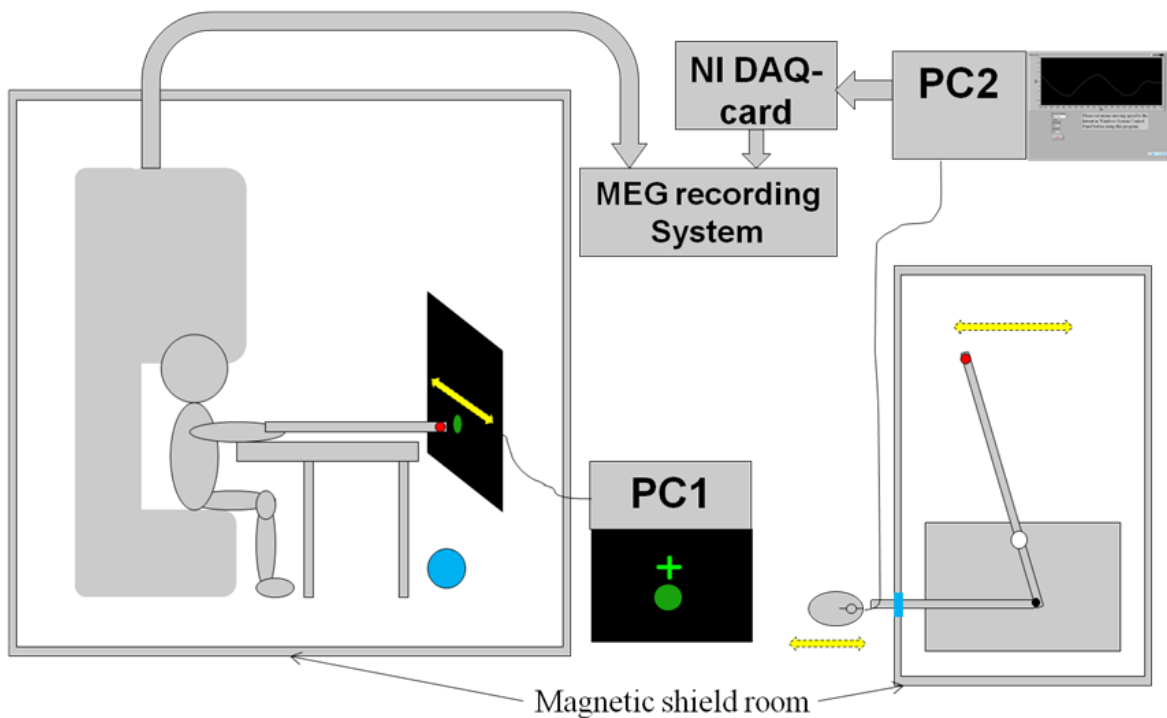 NI DAQ-
card
PC2
MEG recording
System
PC1
Magnetic shield room